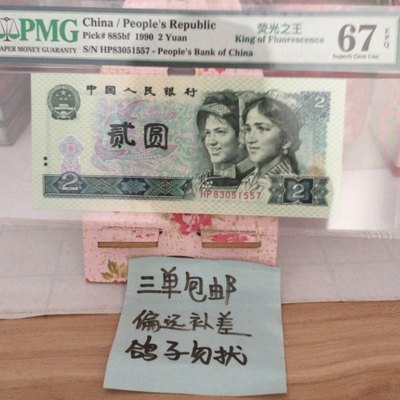 PMG
PAPER MONEY GUARANTY
China / People's Republic
Pick# 885bf 1990 2 Yuan
S/N HP83051557 - People's Bank of China
荧光之王
King of Fluorescence
67 EPQ
Superb Gem Unc
中国人民银行
贰圆
2
2
2
HP83051557
三单包邮
偏远补差
鸽子勿扰